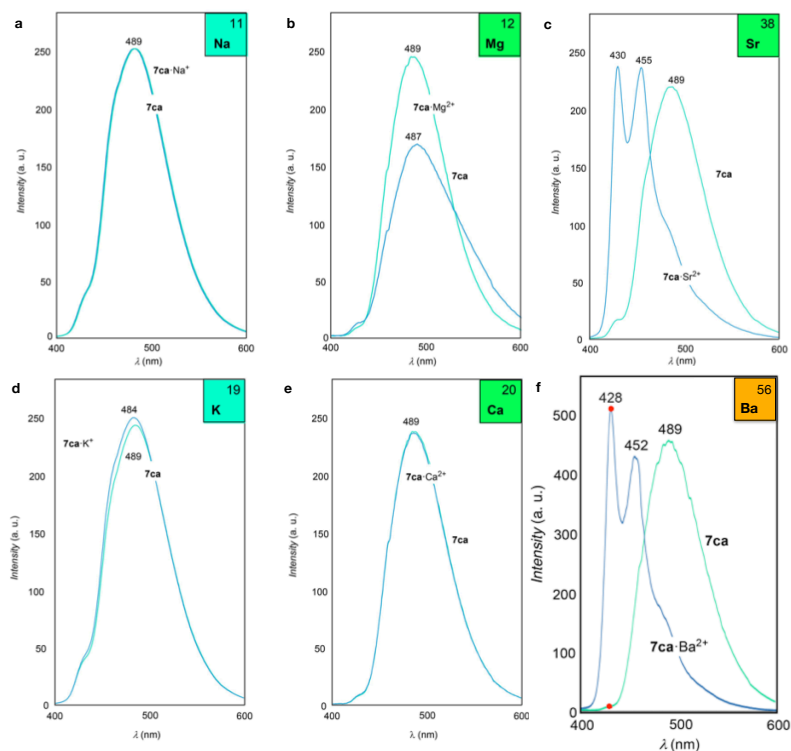 a
11
Na
489
7ca·Na⁺
7ca
250
200
150
100
50
0
Intensity (a. u.)
400
500
600
λ (nm)
b
12
Mg
489
7ca·Mg²⁺
487
7ca
250
200
150
100
50
0
Intensity (a. u.)
400
500
600
λ (nm)
c
38
Sr
430
455
489
7ca
7ca·Sr²⁺
250
200
150
100
50
0
Intensity (a. u.)
400
500
600
λ (nm)
d
19
K
484
7ca·K⁺
489
7ca
250
200
150
100
50
0
Intensity (a. u.)
400
500
600
λ (nm)
e
20
Ca
489
7ca·Ca²⁺
7ca
250
200
150
100
50
0
Intensity (a. u.)
400
500
600
λ (nm)
f
56
Ba
428
452
489
7ca
7ca·Ba²⁺
500
400
300
200
100
0
Intensity (a. u.)
400
500
600
λ (nm)